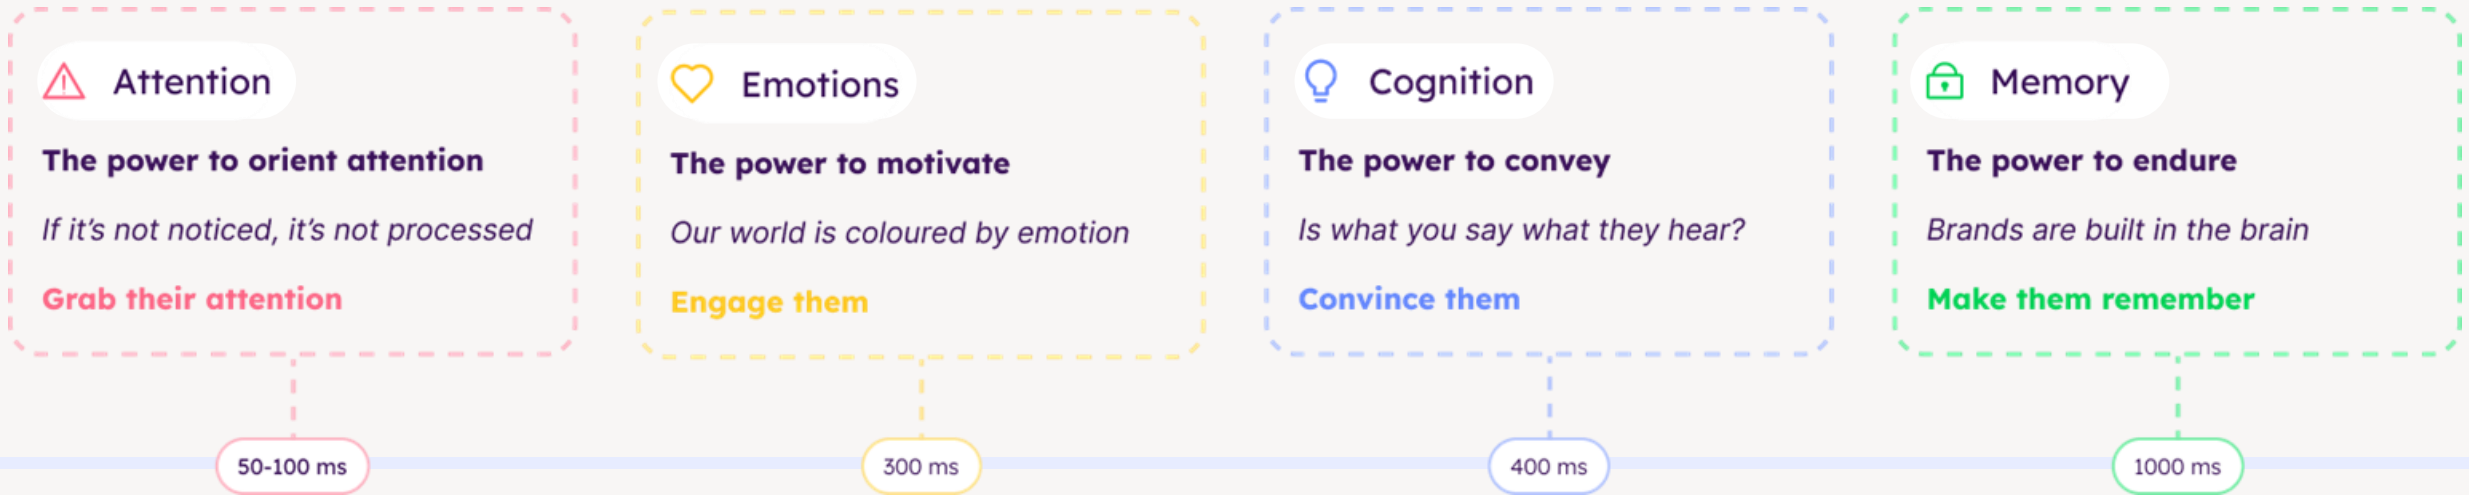 Attention
The power to orient attention
If it's not noticed, it's not processed
Grab their attention
50-100 ms
Emotions
The power to motivate
Our world is coloured by emotion
Engage them
300 ms
Cognition
The power to convey
Is what you say what they hear?
Convince them
400 ms
Memory
The power to endure
Brands are built in the brain
Make them remember
1000 ms